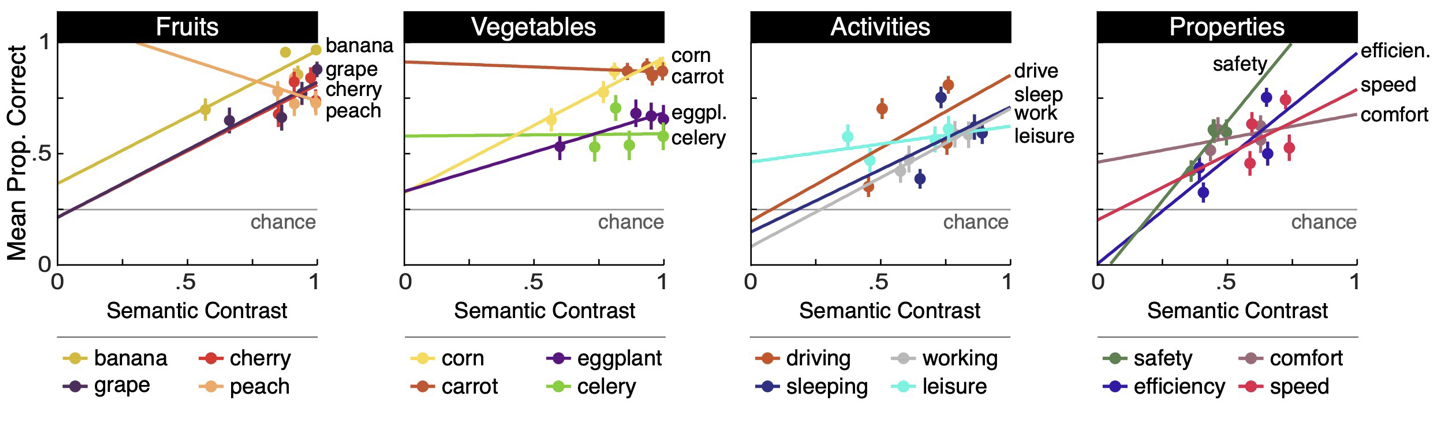 Fruits
Vegetables
Activities
Properties
Mean Prop. Correct
1
.5
0
banana
grape
cherry
peach
chance
0
.5
1
Semantic Contrast
corn
carrot
eggpl.
celery
0
.5
1
Semantic Contrast
drive
sleep
work
leisure
chance
0
.5
1
Semantic Contrast
safety
efficien.
speed
comfort
chance
0
.5
1
Semantic Contrast
banana
cherry
grape
peach
corn
eggplant
carrot
celery
driving
working
sleeping
leisure
safety
comfort
efficiency
speed